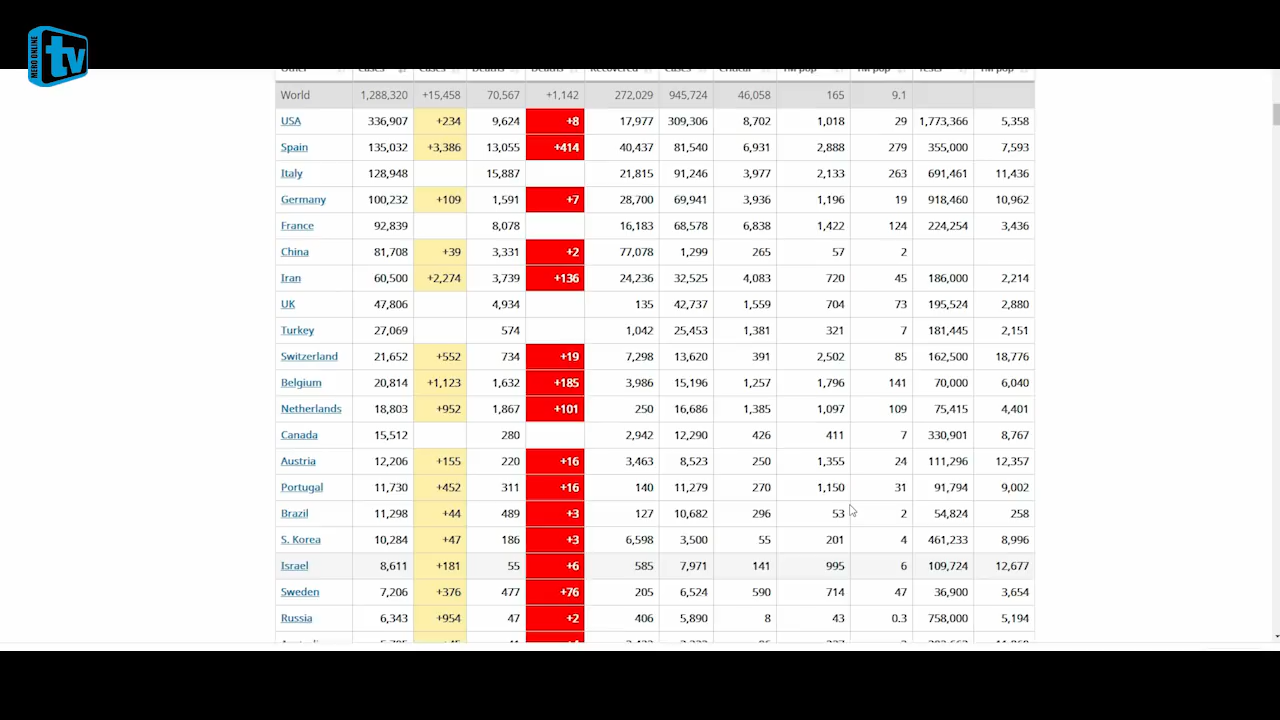 MERO ONLINE
tv
Other Cases Cases Deaths Deaths Recovered Cases Critical 1M pop 1M pop Tests 1M pop
World 1,288,320 +15,458 70,567 +1,142 272,029 945,724 46,058 165 9.1
USA 336,907 +234 9,624 +8 17,977 309,306 8,702 1,018 29 1,773,366 5,358
Spain 135,032 +3,386 13,055 +414 40,437 81,540 6,931 2,888 279 355,000 7,593
Italy 128,948 15,887 21,815 91,246 3,977 2,133 263 691,461 11,436
Germany 100,232 +109 1,591 +7 28,700 69,941 3,936 1,196 19 918,460 10,962
France 92,839 8,078 16,183 68,578 6,838 1,422 124 224,254 3,436
China 81,708 +39 3,331 +2 77,078 1,299 265 57 2
Iran 60,500 +2,274 3,739 +136 24,236 32,525 4,083 720 45 186,000 2,214
UK 47,806 4,934 135 42,737 1,559 704 73 195,524 2,880
Turkey 27,069 574 1,042 25,453 1,381 321 7 181,445 2,151
Switzerland 21,652 +552 734 +19 7,298 13,620 391 2,502 85 162,500 18,776
Belgium 20,814 +1,123 1,632 +185 3,986 15,196 1,257 1,796 141 70,000 6,040
Netherlands 18,803 +952 1,867 +101 250 16,686 1,385 1,097 109 75,415 4,401
Canada 15,512 280 2,942 12,290 426 411 7 330,901 8,767
Austria 12,206 +155 220 +16 3,463 8,523 250 1,355 24 111,296 12,357
Portugal 11,730 +452 311 +16 140 11,279 270 1,150 31 91,794 9,002
Brazil 11,298 +44 489 +3 127 10,682 296 53 2 54,824 258
S. Korea 10,284 +47 186 +3 6,598 3,500 55 201 4 461,233 8,996
Israel 8,611 +181 55 +6 585 7,971 141 995 6 109,724 12,677
Sweden 7,206 +376 477 +76 205 6,524 590 714 47 36,900 3,654
Russia 6,343 +954 47 +2 406 5,890 8 43 0.3 758,000 5,194